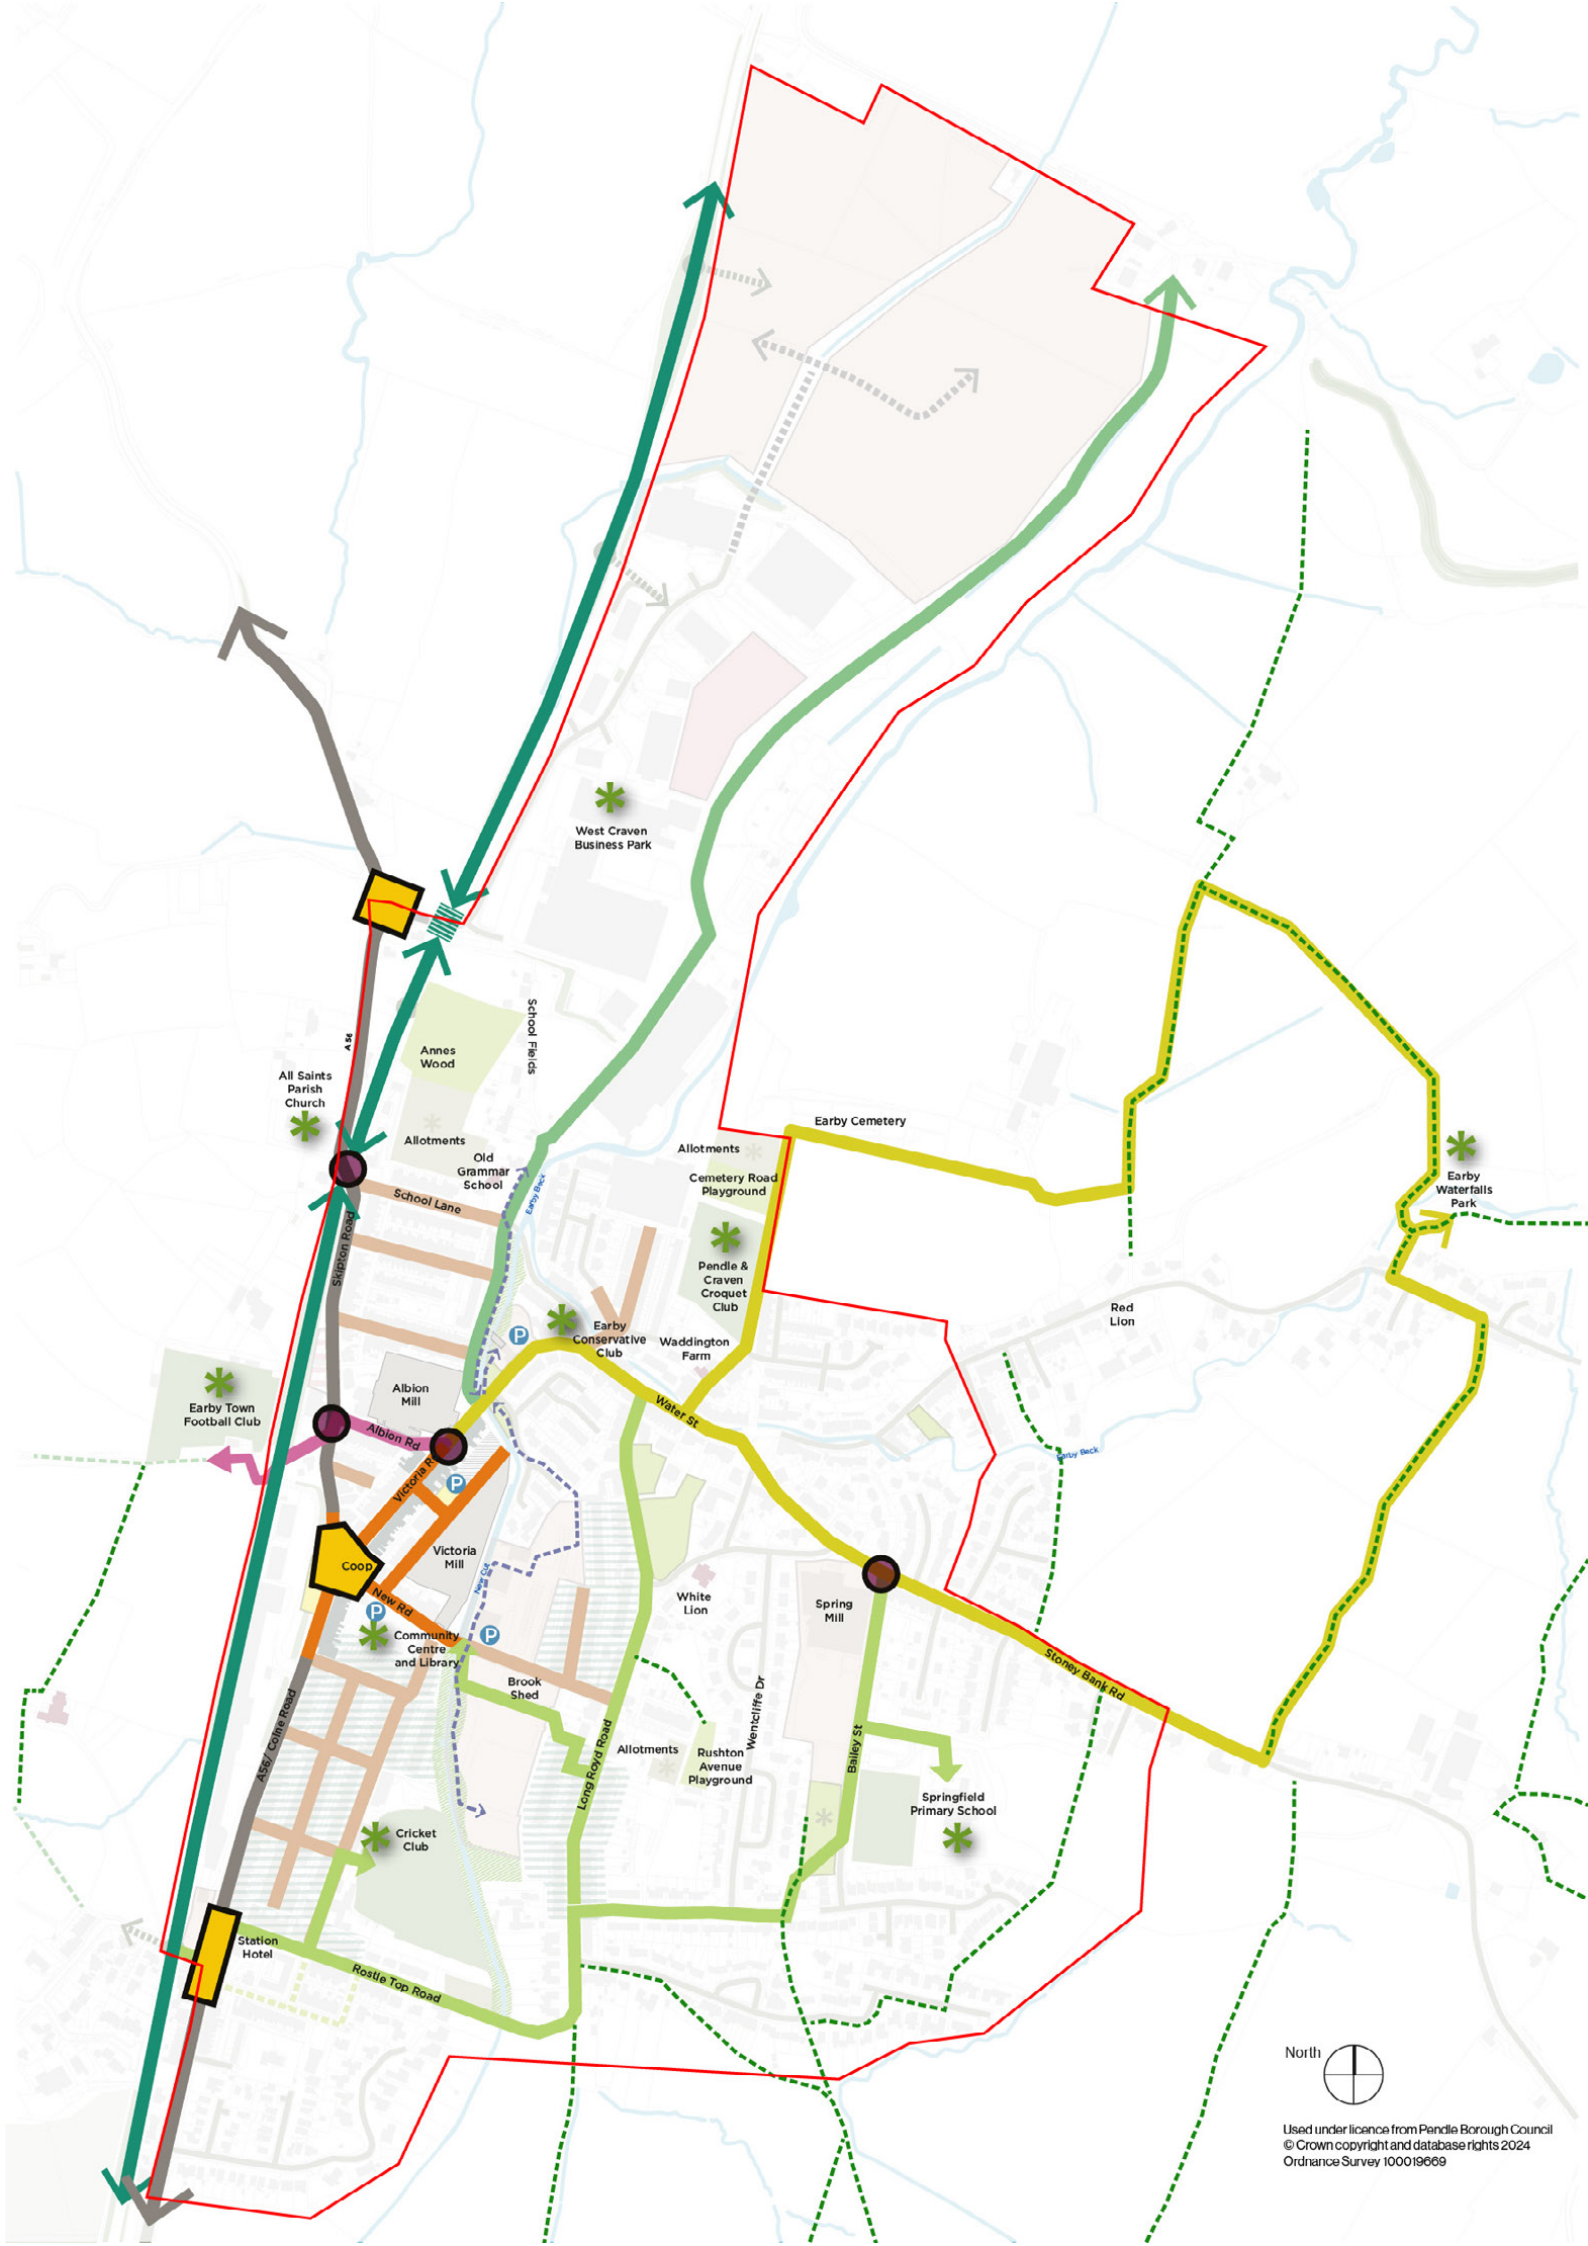 West Craven
Business Park
School Fields
A56
Annes
Wood
All Saints
Parish
Church
Allotments
Old
Grammar
School
School Lane
Earby Beck
Skipton Road
Earby Cemetery
Allotments
Cemetery Road
Playground
Pendle &
Craven
Croquet
Club
Earby
Waterfalls
Park
Red
Lion
P
Earby
Conservative
Club
Waddington
Farm
Earby Town
Football Club
Albion
Mill
Albion Rd
Water St
Earby Beck
P
Victoria
Victoria
Mill
Coop
New Cut
New Rd
P
Community
Centre
and Library
P
White
Lion
Spring
Mill
Stoney Bank Rd
Brook
Shed
A56/ Colne Road
Long Royd Road
Wentcliffe Dr
Bailey St
Allotments
Rushton
Avenue
Playground
Springfield
Primary School
Cricket
Club
Station
Hotel
Rostle Top Road
North
Used under licence from Pendle Borough Council
© Crown copyright and database rights 2024
Ordnance Survey 100019669